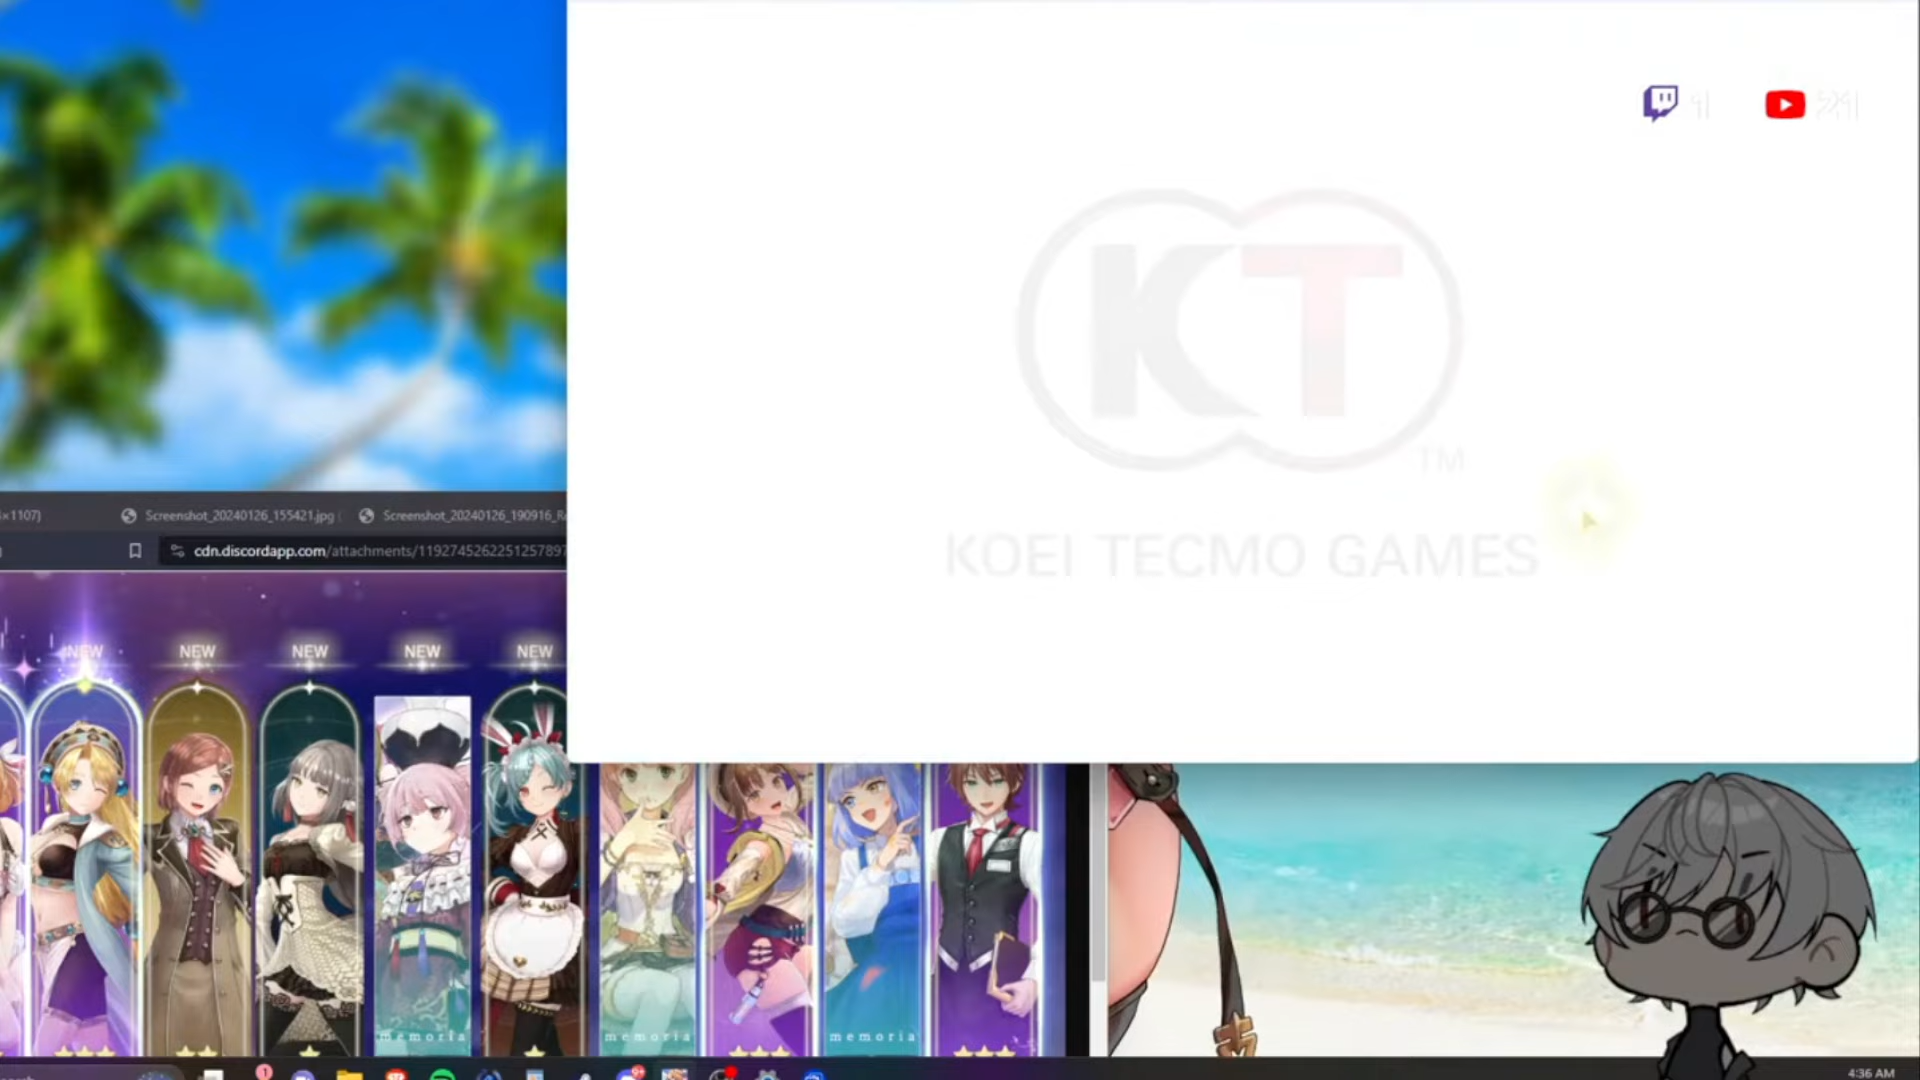 KT
TM
KOEI TECMO GAMES
×1107)
Screenshot_20240126_155421.jpg (
Screenshot_20240126_190916_R
cdn.discordapp.com/attachments/1192745262251257897
NEW
NEW
NEW
NEW
NEW
memoria
memoria
memoria
4:36 AM